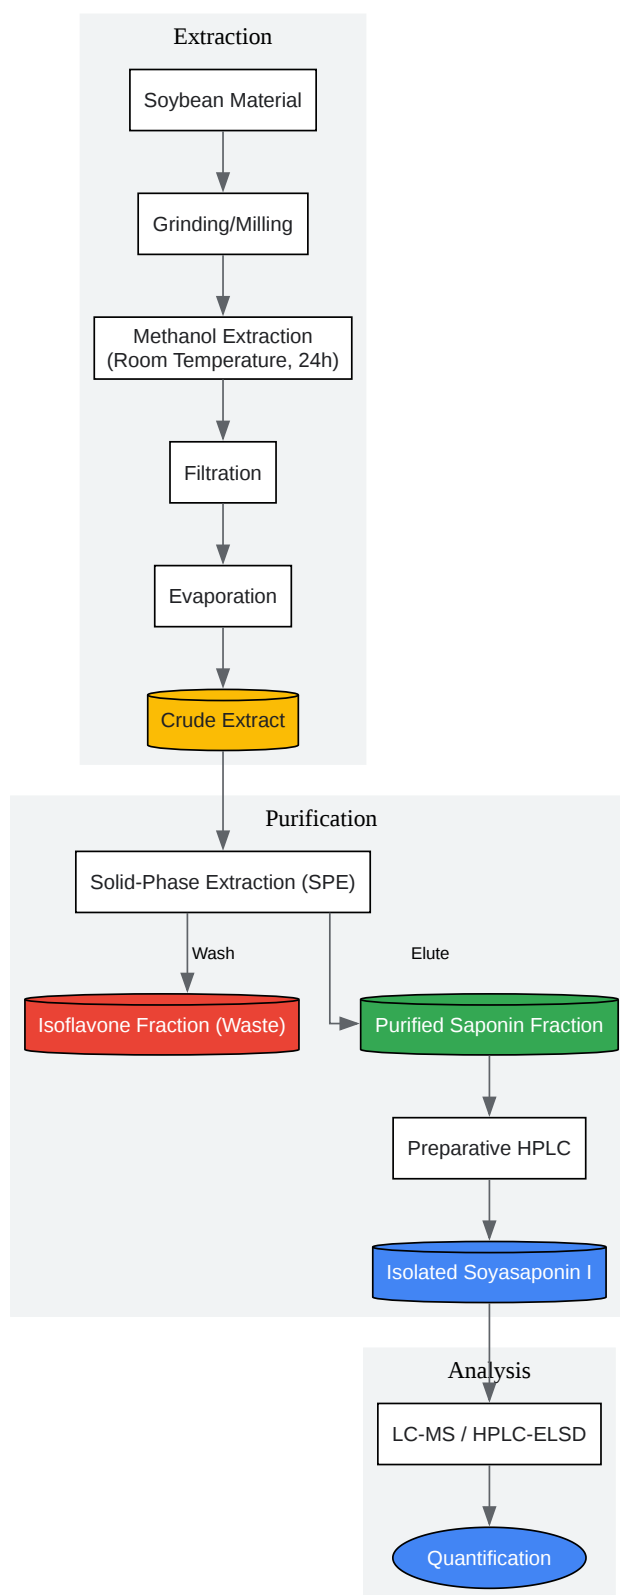 Extraction
Soybean Material
Grinding/Milling
Methanol Extraction
(Room Temperature, 24h)
Filtration
Evaporation
Crude Extract
Purification
Solid-Phase Extraction (SPE)
Wash
Elute
Isoflavone Fraction (Waste)
Purified Saponin Fraction
Preparative HPLC
Isolated Soyasaponin I
Analysis
LC-MS / HPLC-ELSD
Quantification